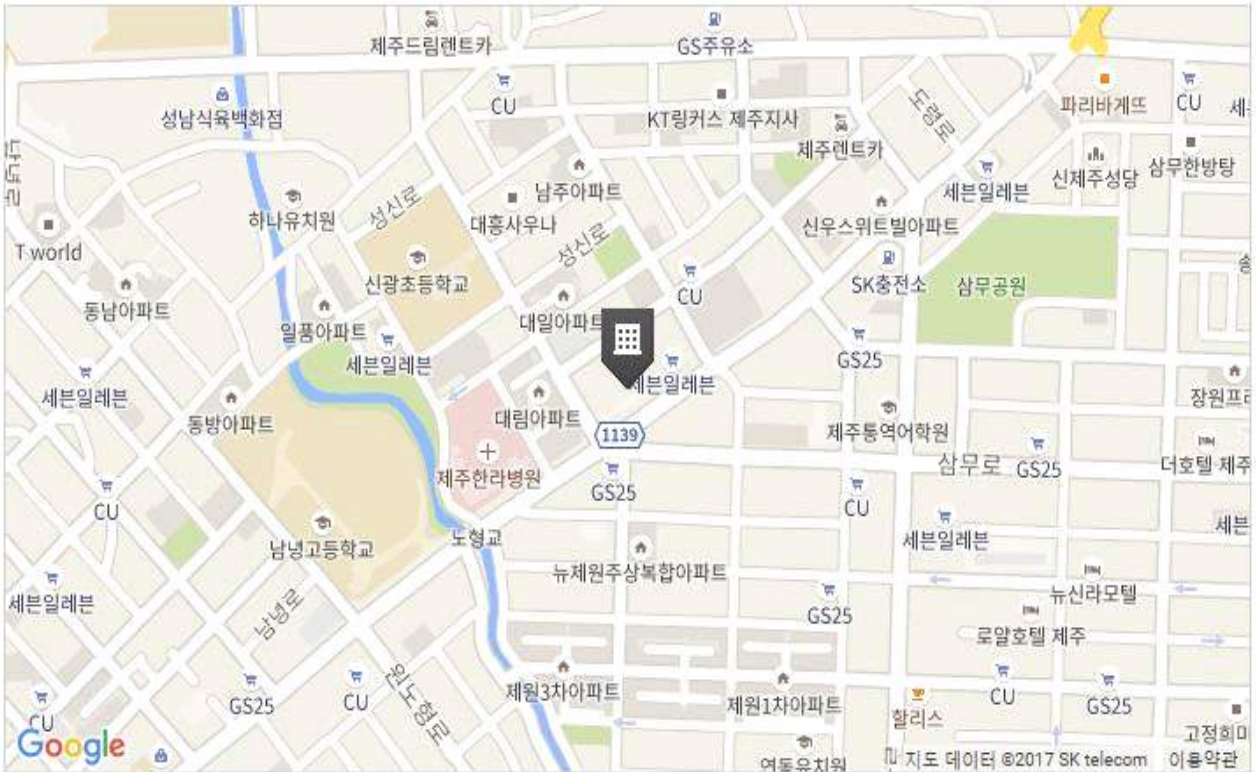 제주드림렌트카
GS주유소
CU
성남식육백화점
KT링커스 제주지사
도령로
파리바게뜨
CU
제주렌트카
삼무한방탕
신제주성당
세븐일레븐
남주아파트
하나유치원
성신로
대흥사우나
신우스위트빌아파트
성신로
T world
신광초등학교
CU
SK충전소
삼무공원
동남아파트
대일아파트
일품아파트
세븐일레븐
GS25
세븐일레븐
세븐일레븐
동방아파트
대림아파트
1139
제주통역어학원
삼무로
GS25
더호텔 제주
제주한라병원
GS25
CU
CU
남녕고등학교
노형교
세븐일레븐
뉴제원주상복합아파트
세븐일레븐
뉴신라모텔
남녕로
GS25
로얄호텔 제주
원노형로
제원3차아파트
제원1차아파트
CU
GS25
CU
GS25
CU
할리스
Google
연동유치원
지도 데이터 ©2017 SK telecom
이용약관